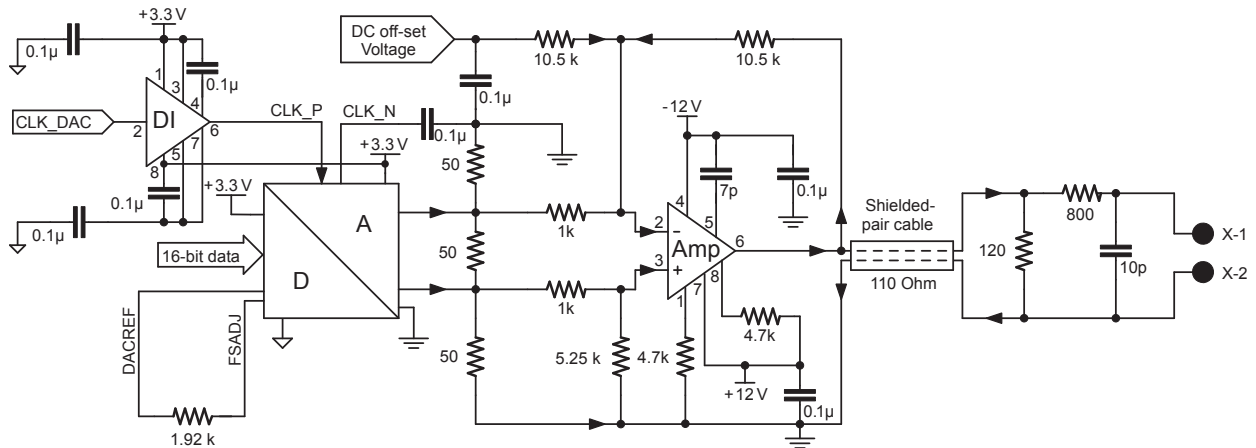 +3.3 V
0.1µ
1
3
4
0.1µ
CLK_DAC
2
DI
6
5
7
8
0.1µ
0.1µ
CLK_P
CLK_N
+3.3 V
+3.3 V
16-bit data
A
D
DACREF
FSADJ
1.92 k
DC off-set
Voltage
0.1µ
0.1µ
50
50
50
10.5 k
10.5 k
1k
1k
5.25 k
4.7k
-12 V
7p
0.1µ
4
5
2
−
Amp
6
3
+
1
7
8
4.7k
+12 V
0.1µ
Shielded-
pair cable
110 Ohm
120
800
10p
X-1
X-2